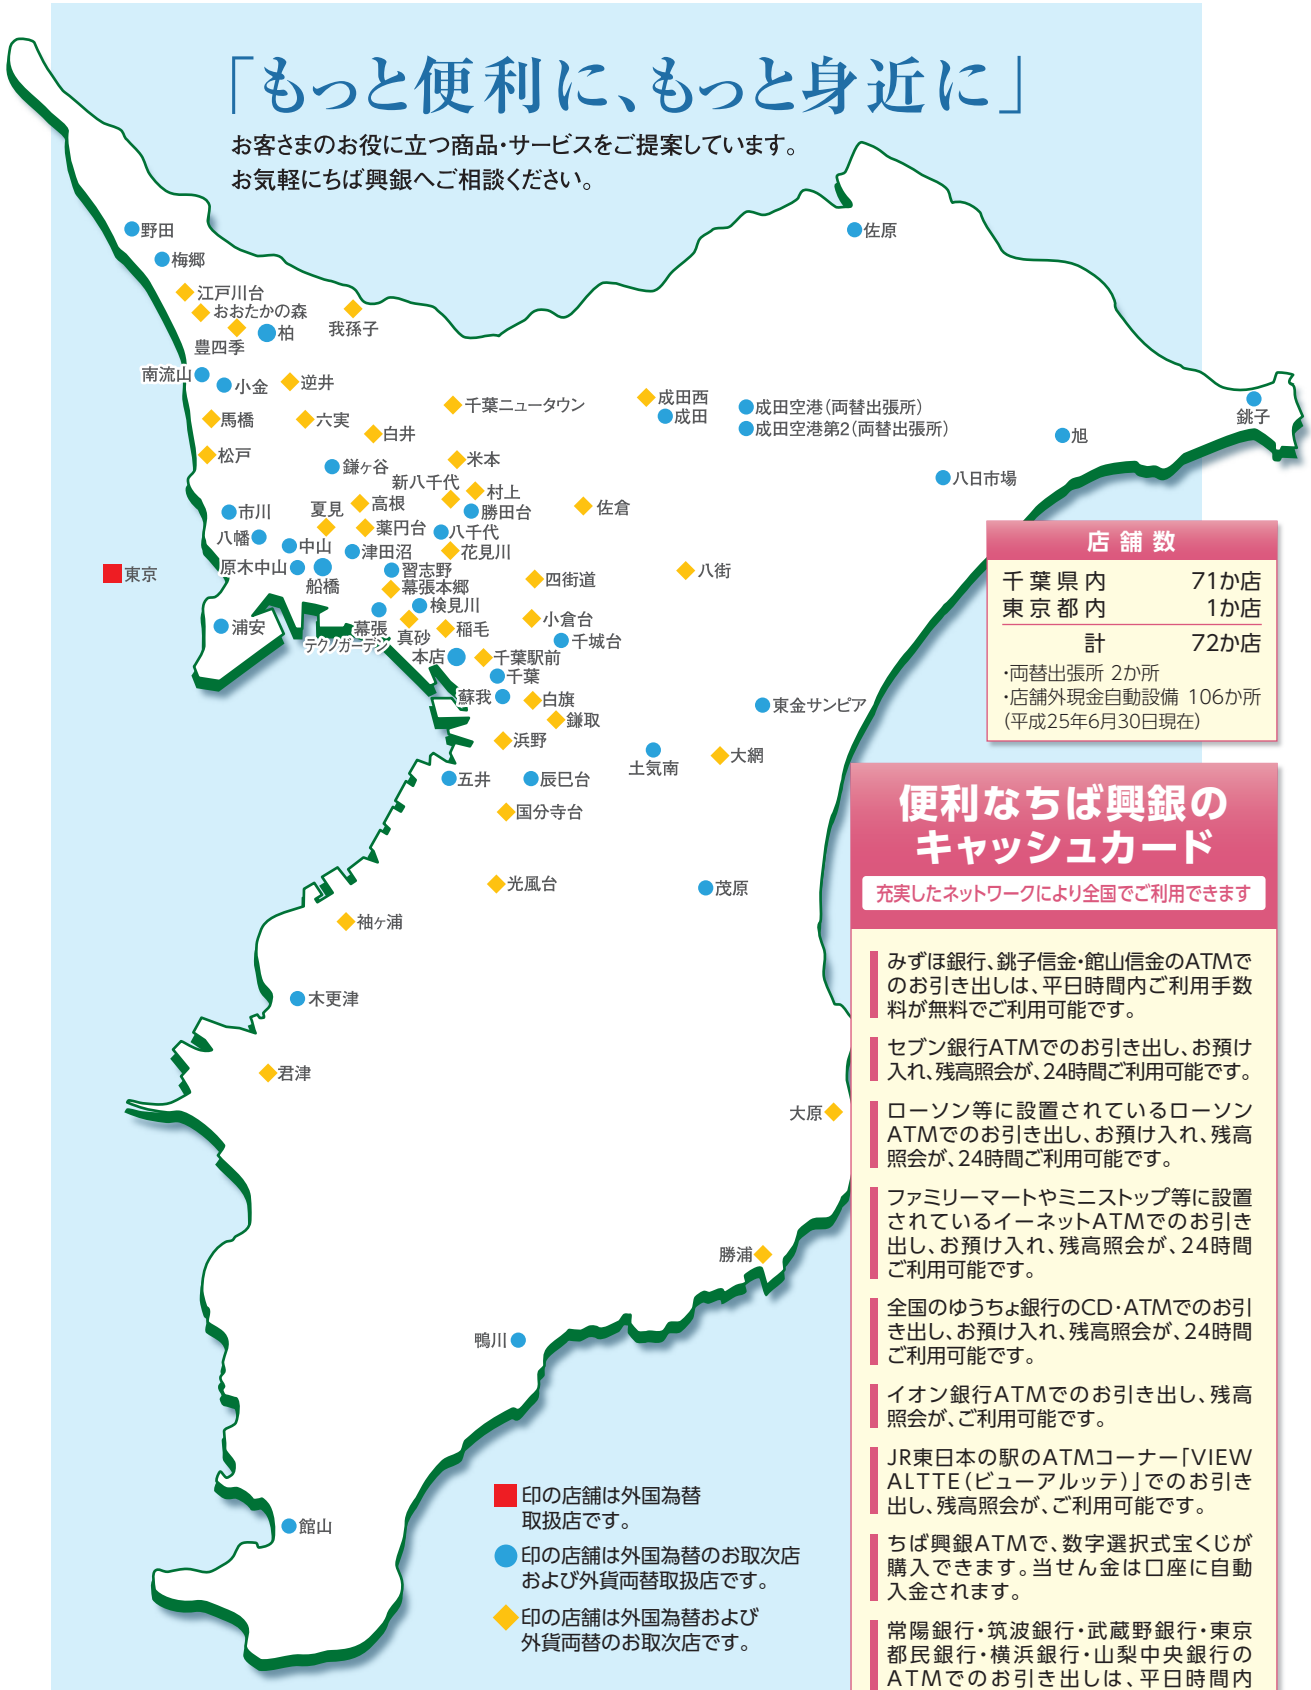 「もっと便利に、もっと身近に」
お客さまのお役に立つ商品・サービスをご提案しています。
お気軽にちば興銀へご相談ください。
野田
佐原
梅郷
江戸川台
おおたかの森
我孫子
柏
豊四季
南流山
小金
逆井
成田西
千葉ニュータウン
成田空港（両替出張所）
成田
銚子
馬橋
六実
成田空港第2（両替出張所）
白井
旭
松戸
米本
鎌ヶ谷
八日市場
新八千代
村上
高根
夏見
佐倉
市川
勝田台
薬円台
八千代
八幡
中山
津田沼
花見川
原木中山
習志野
八街
東京
船橋
四街道
幕張本郷
検見川
小倉台
浦安
幕張
テクノガーデン
真砂
稲毛
千城台
本店
千葉駅前
千葉
蘇我
白旗
東金サンピア
鎌取
浜野
大網
土気南
五井
辰巳台
国分寺台
光風台
茂原
袖ヶ浦
木更津
君津
大原
勝浦
鴨川
館山
印の店舗は外国為替
取扱店です。
印の店舗は外国為替のお取次店
および外貨両替取扱店です。
印の店舗は外国為替および
外貨両替のお取次店です。
店舗数
千葉県内 71か店
東京都内 1か店
計 72か店
・両替出張所 2か所
・店舗外現金自動設備 106か所
（平成25年6月30日現在）
便利なちば興銀の
キャッシュカード
充実したネットワークにより全国でご利用できます
みずほ銀行、銚子信金・館山信金のATMで
のお引き出しは、平日時間内ご利用手数
料が無料でご利用可能です。
セブン銀行ATMでのお引き出し、お預け
入れ、残高照会が、24時間ご利用可能です。
ローソン等に設置されているローソン
ATMでのお引き出し、お預け入れ、残高
照会が、24時間ご利用可能です。
ファミリーマートやミニストップ等に設置
されているイーネットATMでのお引き
出し、お預け入れ、残高照会が、24時間
ご利用可能です。
全国のゆうちょ銀行のCD・ATMでのお引
き出し、お預け入れ、残高照会が、24時間
ご利用可能です。
イオン銀行ATMでのお引き出し、残高
照会が、ご利用可能です。
JR東日本の駅のATMコーナー「VIEW
ALTTE（ビューアルッテ）」でのお引き
出し、残高照会が、ご利用可能です。
ちば興銀ATMで、数字選択式宝くじが
購入できます。当せん金は口座に自動
入金されます。
常陽銀行・筑波銀行・武蔵野銀行・東京
都民銀行・横浜銀行・山梨中央銀行の
ATMでのお引き出しは、平日時間内